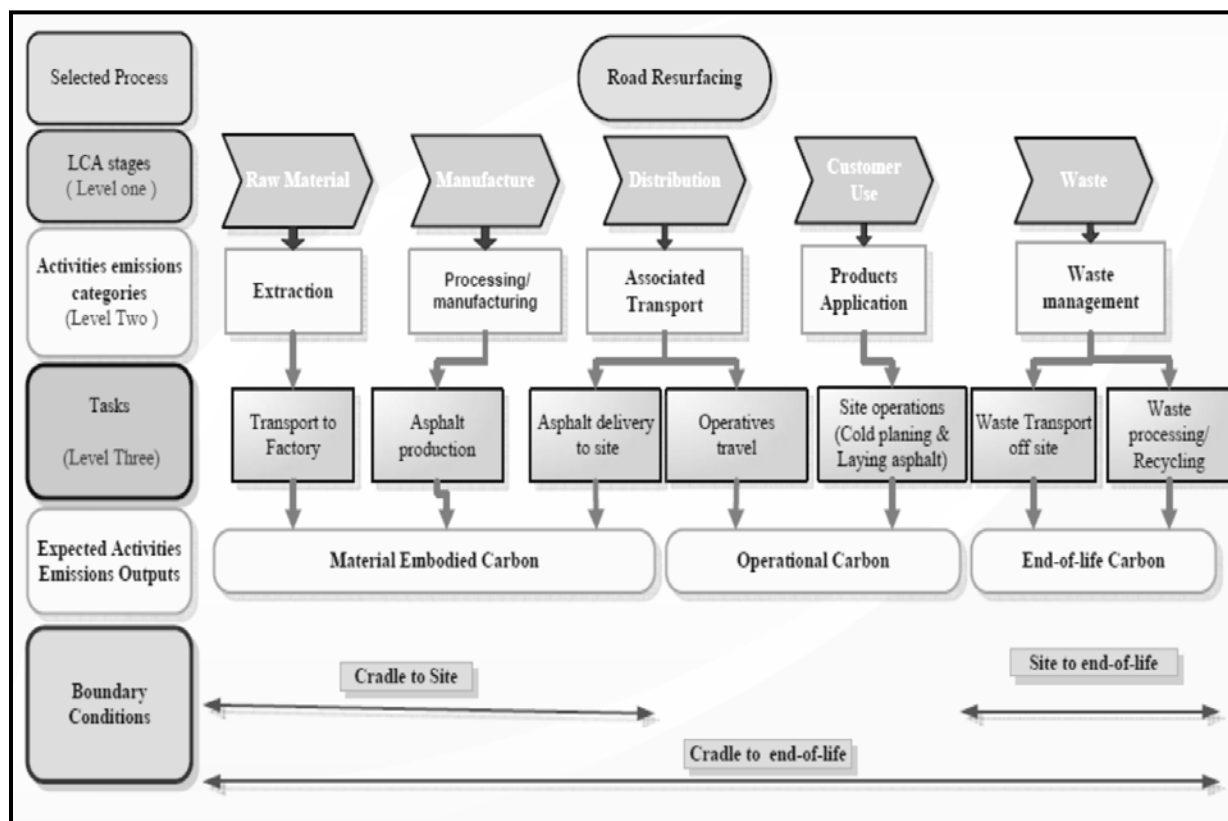 Selected Process
Road Resurfacing
LCA stages
( Level one )
Raw Material
Manufacture
Distribution
Customer
Use
Waste
Activities emissions
categories
(Level Two )
Extraction
Processing/
manufacturing
Associated
Transport
Products
Application
Waste
management
Tasks
(Level Three)
Transport to
Factory
Asphalt
production
Asphalt delivery
to site
Operatives
travel
Site operations
(Cold planing &
Laying asphalt)
Waste Transport
off site
Waste
processing/
Recycling
Expected Activities
Emissions Outputs
Material Embodied Carbon
Operational Carbon
End-of-life Carbon
Boundary
Conditions
Cradle to Site
Site to end-of-life
Cradle to end-of-life